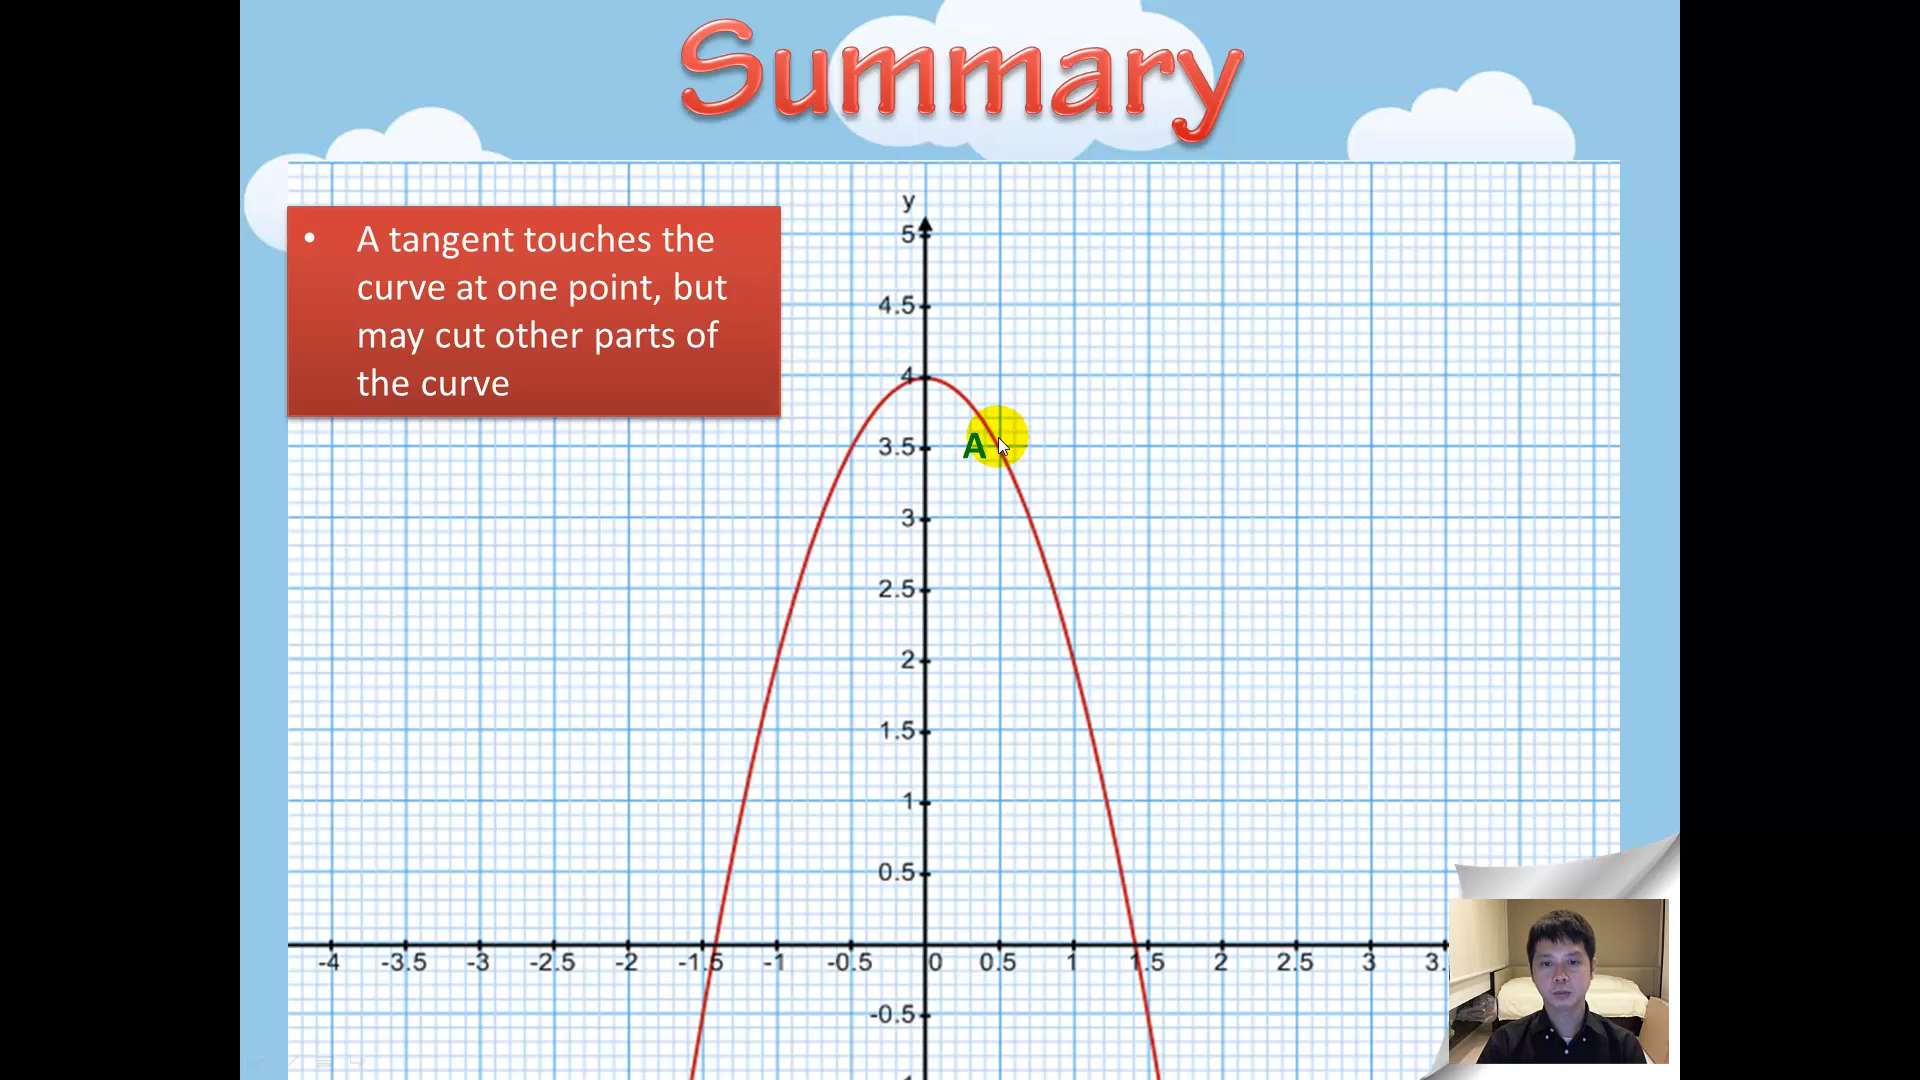 Summary
• A tangent touches the
curve at one point, but
may cut other parts of
the curve
y
5
4.5
4
3.5
A
3
2.5
2
1.5
1
0.5
-4 -3.5 -3 -2.5 -2 -1.5 -1 -0.5 0 0.5 1 1.5 2 2.5 3 3.
-0.5